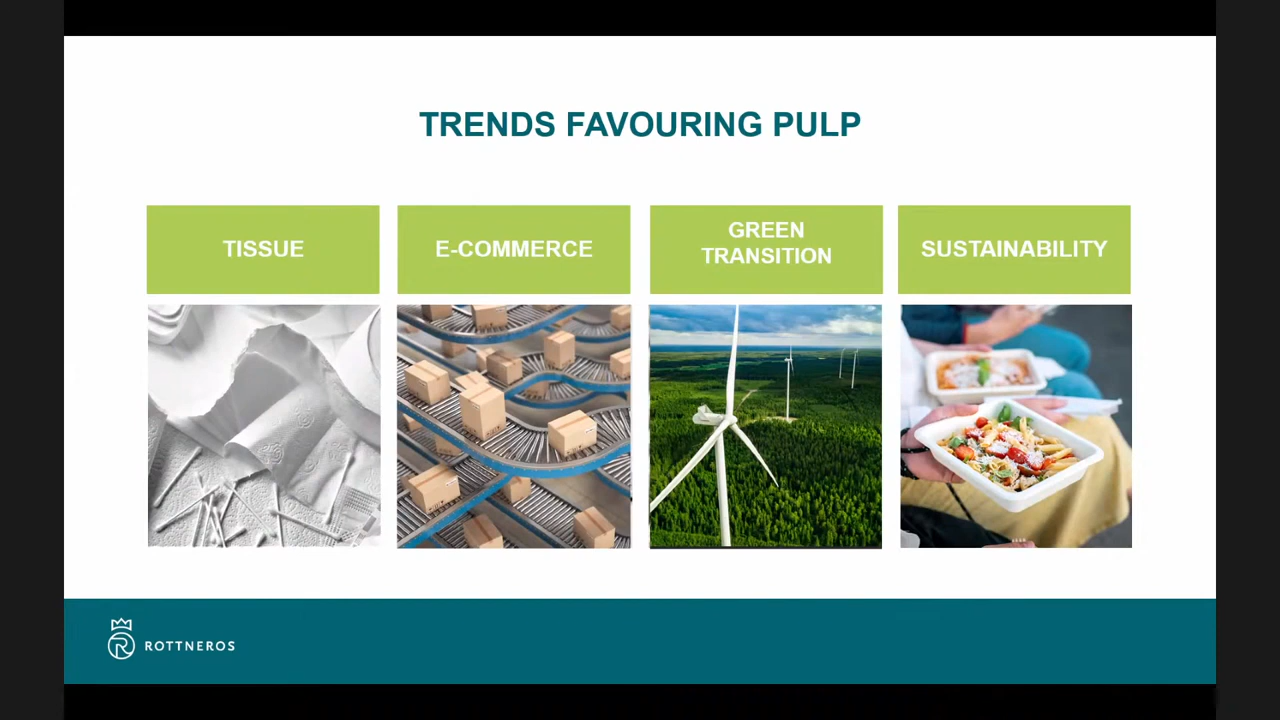 TRENDS FAVOURING PULP
TISSUE
E-COMMERCE
GREEN
TRANSITION
SUSTAINABILITY
ROTTNEROS